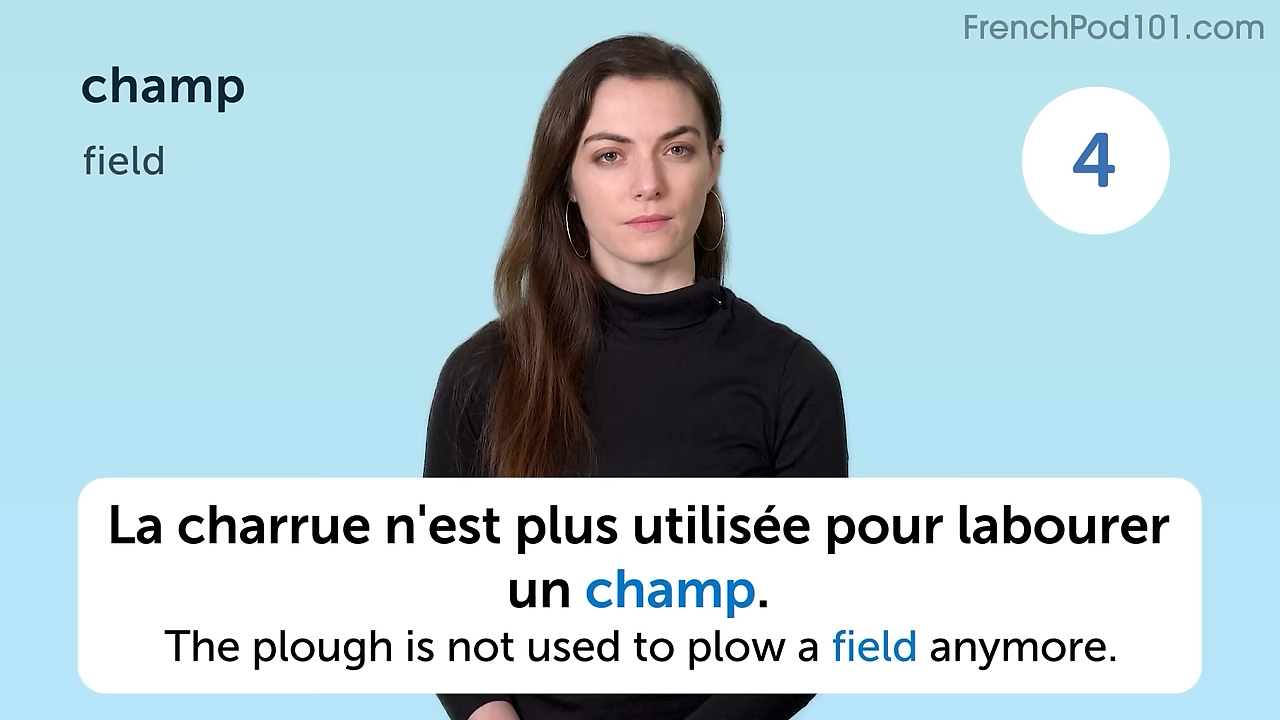 FrenchPod101.com
champ
field
4
La charrue n'est plus utilisée pour labourer
un champ.
The plough is not used to plow a field anymore.